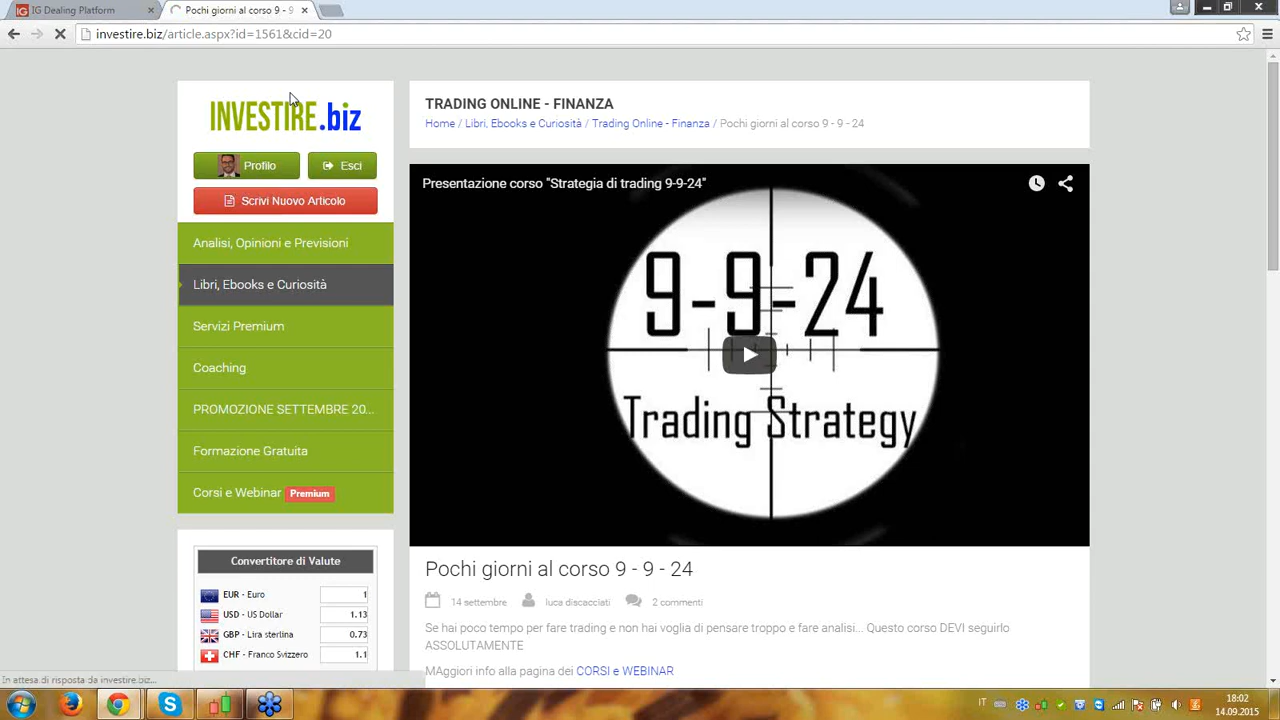 IG Dealing Platform
Pochi giorni al corso 9 - 9
investire.biz/article.aspx?id=1561&cid=20
INVESTIRE.biz
Profilo
Esci
Scrivi Nuovo Articolo
Analisi, Opinioni e Previsioni
Libri, Ebooks e Curiosità
Servizi Premium
Coaching
PROMOZIONE SETTEMBRE 20...
Formazione Gratuita
Corsi e Webinar Premium
Convertitore di Valute
EUR - Euro 1
USD - US Dollar 1.13
GBP - Lira sterlina 0.73
CHF - Franco Svizzero 1.1
TRADING ONLINE - FINANZA
Home / Libri, Ebooks e Curiosità / Trading Online - Finanza / Pochi giorni al corso 9 - 9 - 24
Presentazione corso "Strategia di trading 9-9-24"
9-9-24
Trading Strategy
Pochi giorni al corso 9 - 9 - 24
14 settembre luca discacciati 2 commenti
Se hai poco tempo per fare trading e non hai voglia di pensare troppo e fare analisi... Questo corso DEVI seguirlo
ASSOLUTAMENTE
MAggiori info alla pagina dei CORSI e WEBINAR
In attesa di risposta da investire.biz...
IT
18:02
14.09.2015